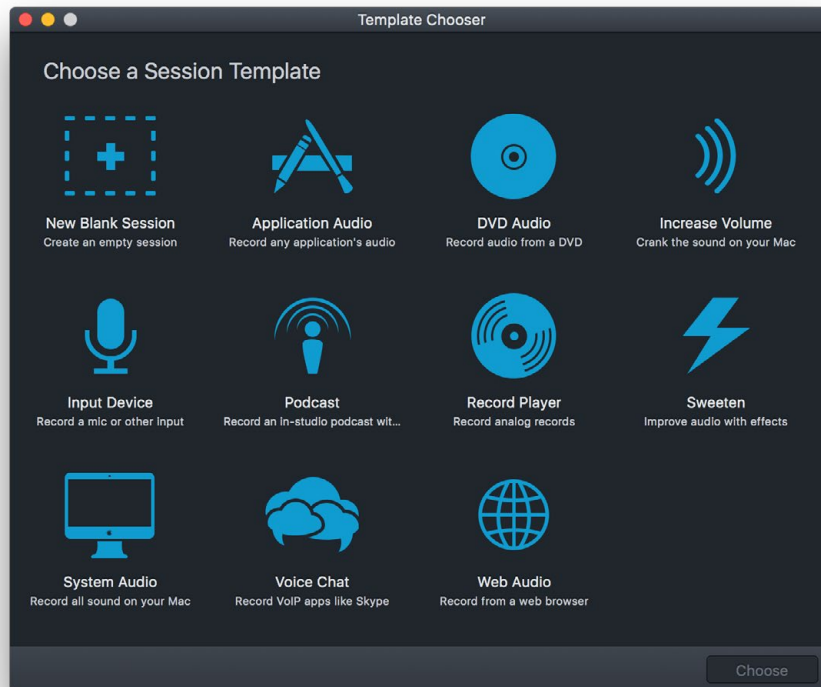 Template Chooser
Choose a Session Template
New Blank Session
Create an empty session
Application Audio
Record any application's audio
DVD Audio
Record audio from a DVD
Increase Volume
Crank the sound on your Mac
Input Device
Record a mic or other input
Podcast
Record an in-studio podcast wit...
Record Player
Record analog records
Sweeten
Improve audio with effects
System Audio
Record all sound on your Mac
Voice Chat
Record VoIP apps like Skype
Web Audio
Record from a web browser
Choose